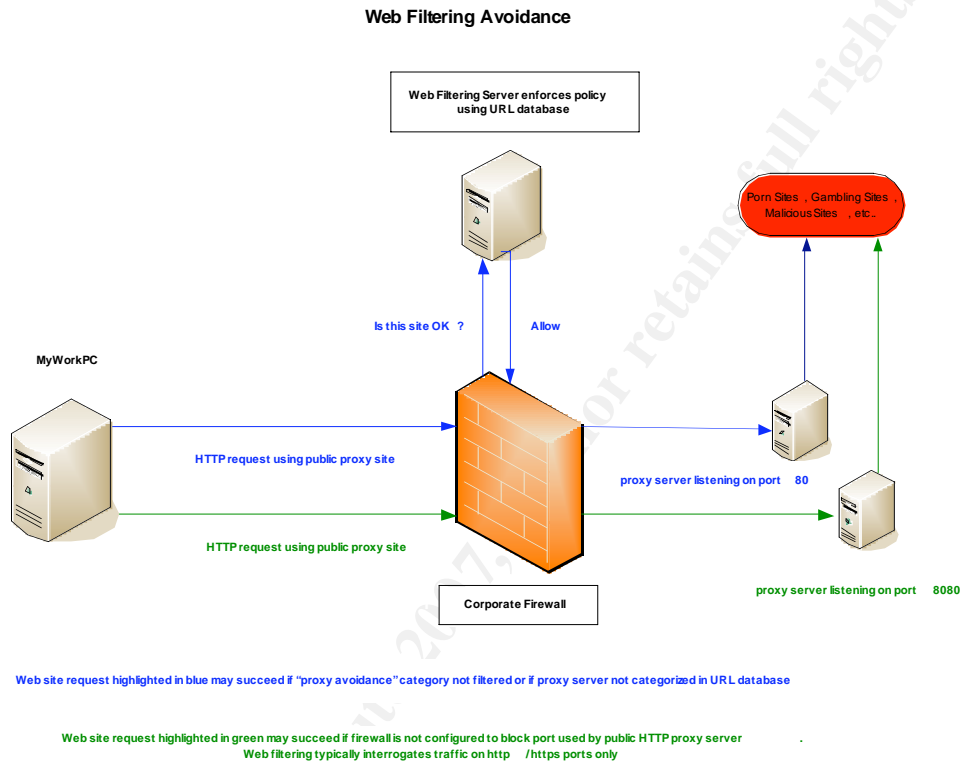 Web Filtering Avoidance
Web Filtering Server enforces policy
using URL database
Porn Sites , Gambling Sites ,
Malicious Sites , etc..
Is this site OK ?
Allow
MyWorkPC
HTTP request using public proxy site
proxy server listening on port 80
HTTP request using public proxy site
proxy server listening on port 8080
Corporate Firewall
Web site request highlighted in blue may succeed if “proxy avoidance” category not filtered or if proxy server not categorized in URL database
Web site request highlighted in green may succeed if firewall is not configured to block port used by public HTTP proxy server .
Web filtering typically interrogates traffic on http /https ports only
2007,
or retains full right